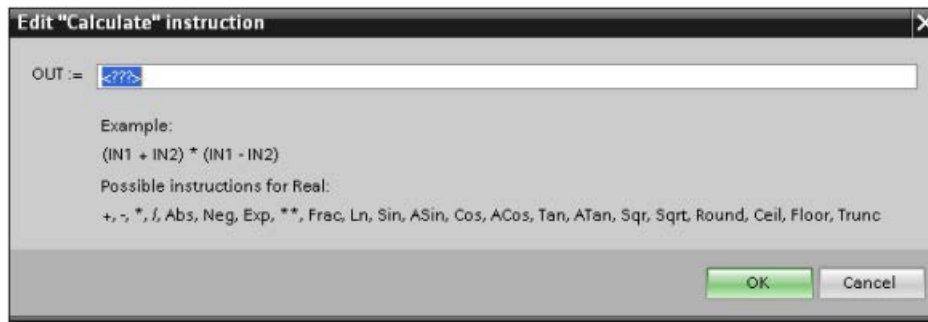 Edit "Calculate" instruction
OUT := <???>
Example:
(IN1 + IN2) * (IN1 - IN2)
Possible instructions for Real:
+, -, *, /, Abs, Neg, Exp, **, Frac, Ln, Sin, ASin, Cos, ACos, Tan, ATan, Sqr, Sqrt, Round, Ceil, Floor, Trunc
OK Cancel